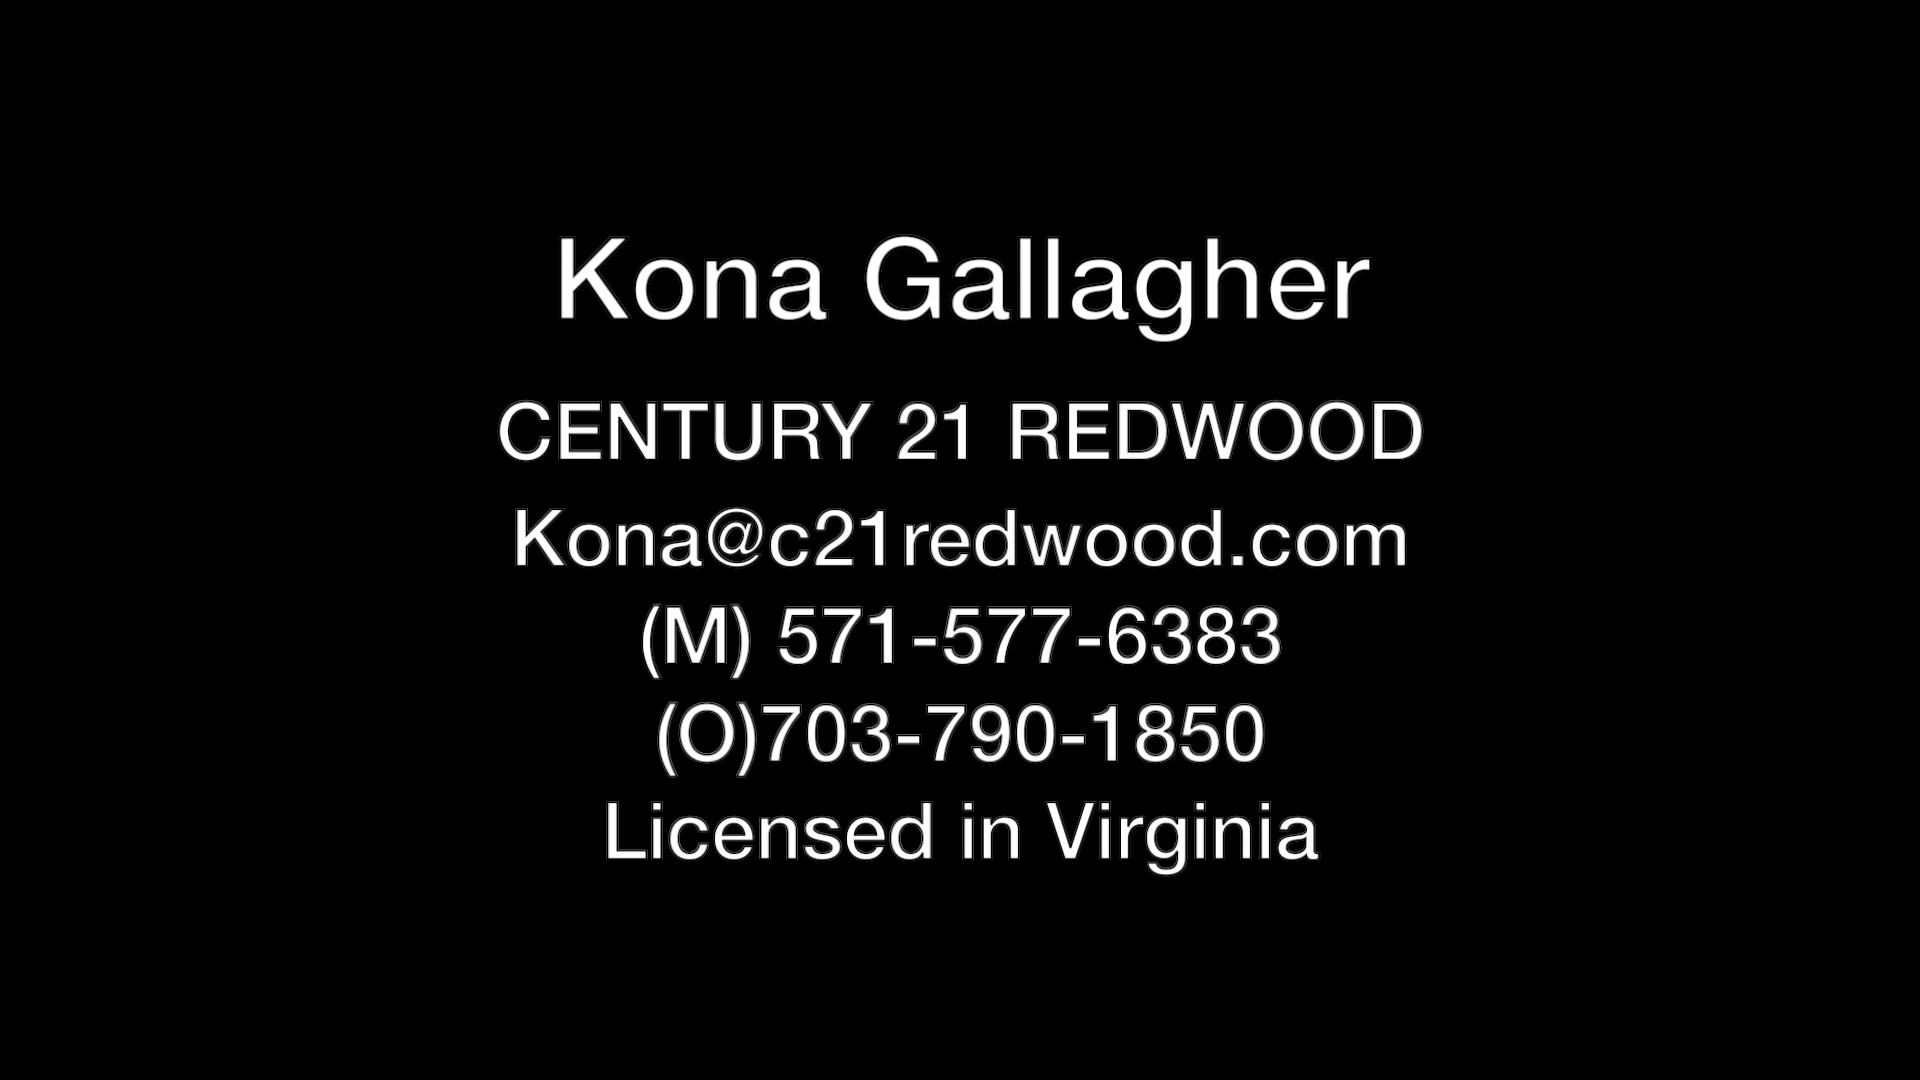 Kona Gallagher
CENTURY 21 REDWOOD
Kona@c21redwood.com
(M) 571-577-6383
(O)703-790-1850
Licensed in Virginia